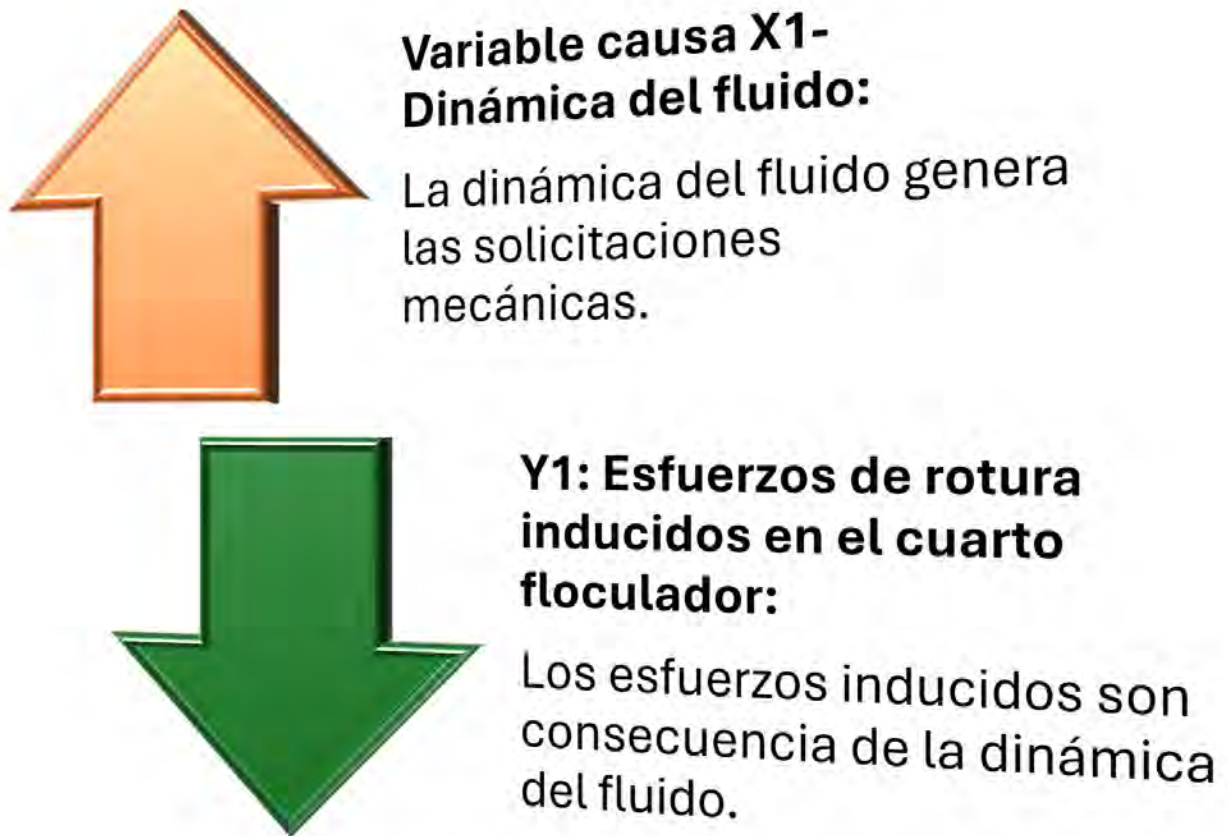 Variable causa X1-
Dinámica del fluido:
La dinámica del fluido genera
las solicitaciones
mecánicas.
Y1: Esfuerzos de rotura
inducidos en el cuarto
floculador:
Los esfuerzos inducidos son
consecuencia de la dinámica
del fluido.